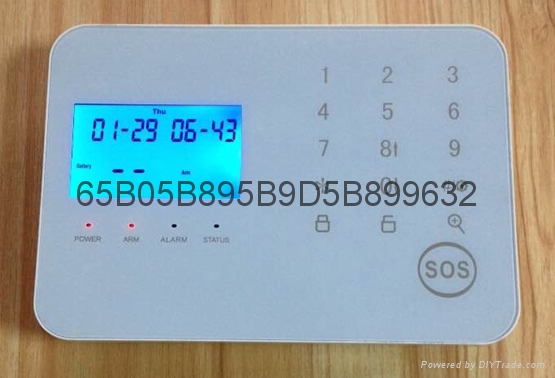 Thu
01-29 06-43
Battery
-- Arm
65B05B895B9D5B899632
POWER ARM ALARM STATUS
1 2 3
4 5 6
7 8 9
SOS
Powered by DIYTrade.com